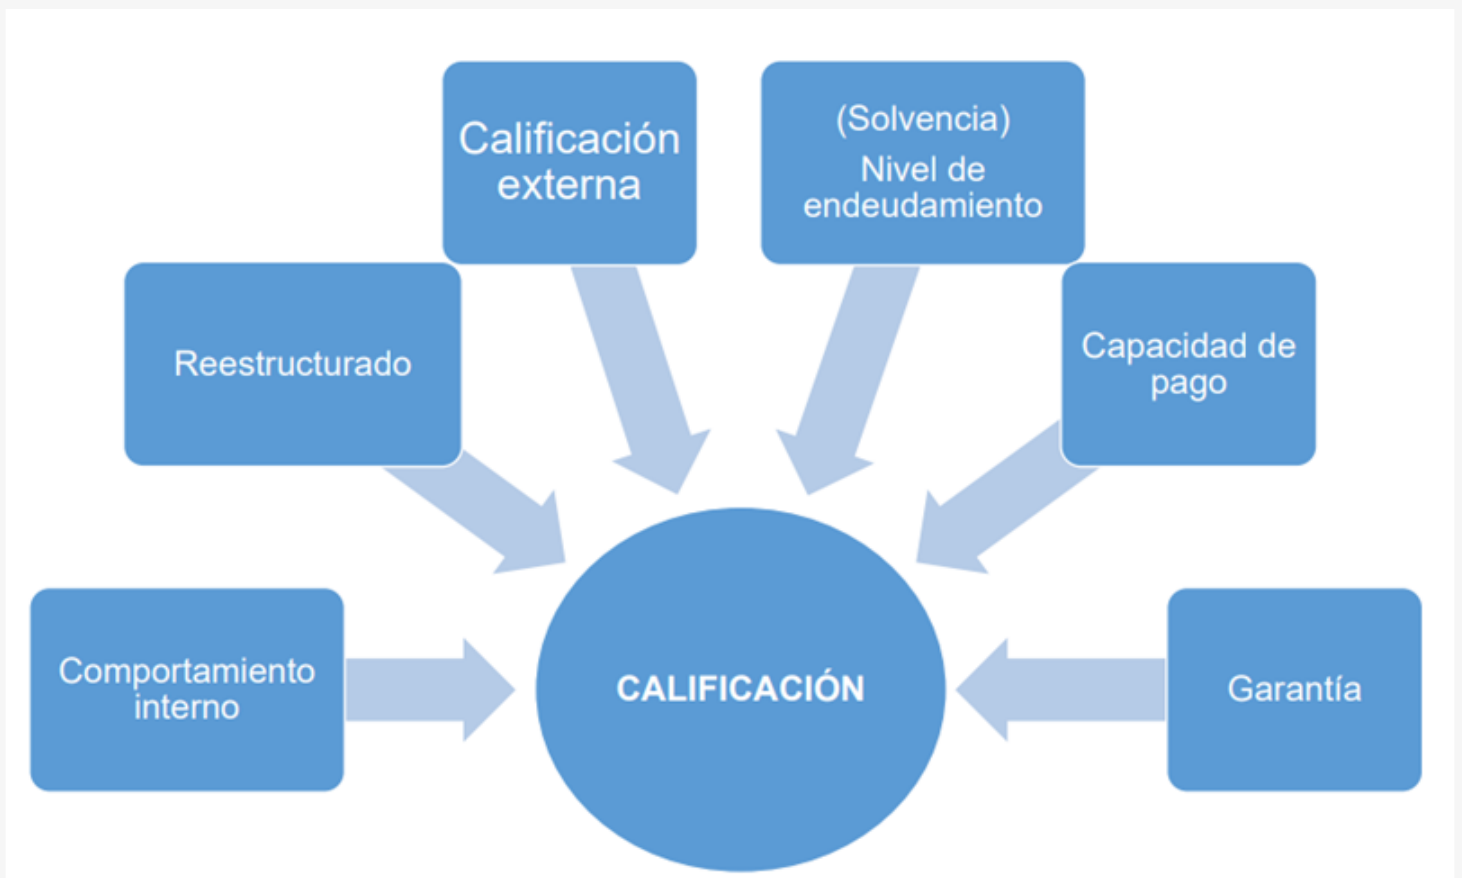 Calificación
externa
(Solvencia)
Nivel de
endeudamiento
Reestructurado
Capacidad de
pago
Comportamiento
interno
CALIFICACIÓN
Garantía